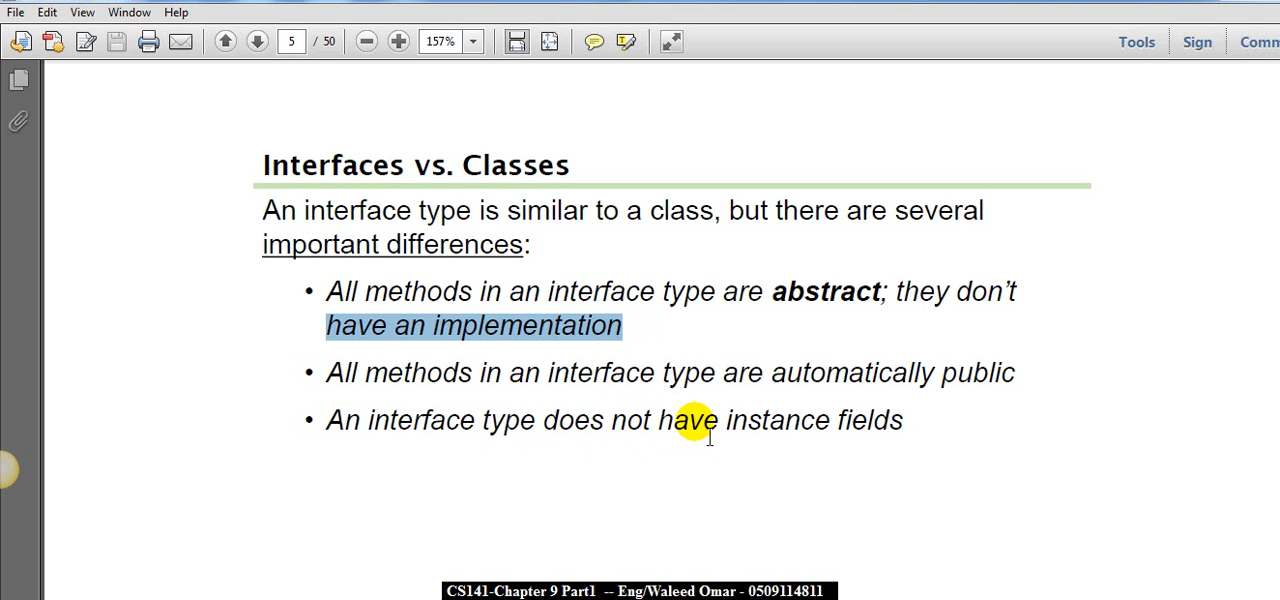 File Edit View Window Help
5 / 50 157% Tools Sign Comm
Interfaces vs. Classes
An interface type is similar to a class, but there are several
important differences:
• All methods in an interface type are abstract; they don't
have an implementation
• All methods in an interface type are automatically public
• An interface type does not have instance fields
CS141-Chapter 9 Part1 -- Eng/Waleed Omar - 0509114811